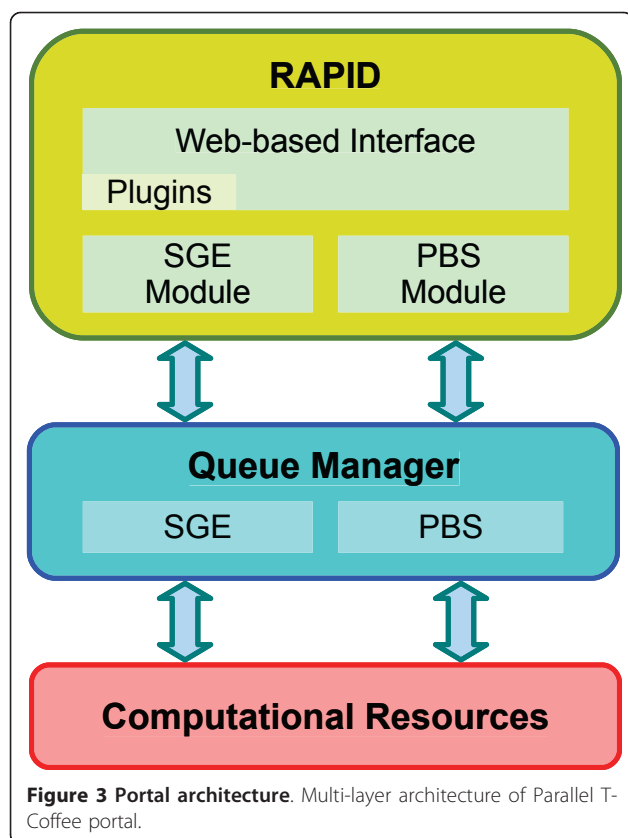 RAPID
Web-based Interface
Plugins
SGE
Module
PBS
Module
Queue Manager
SGE
PBS
Computational Resources
Figure 3 Portal architecture. Multi-layer architecture of Parallel T-
Coffee portal.